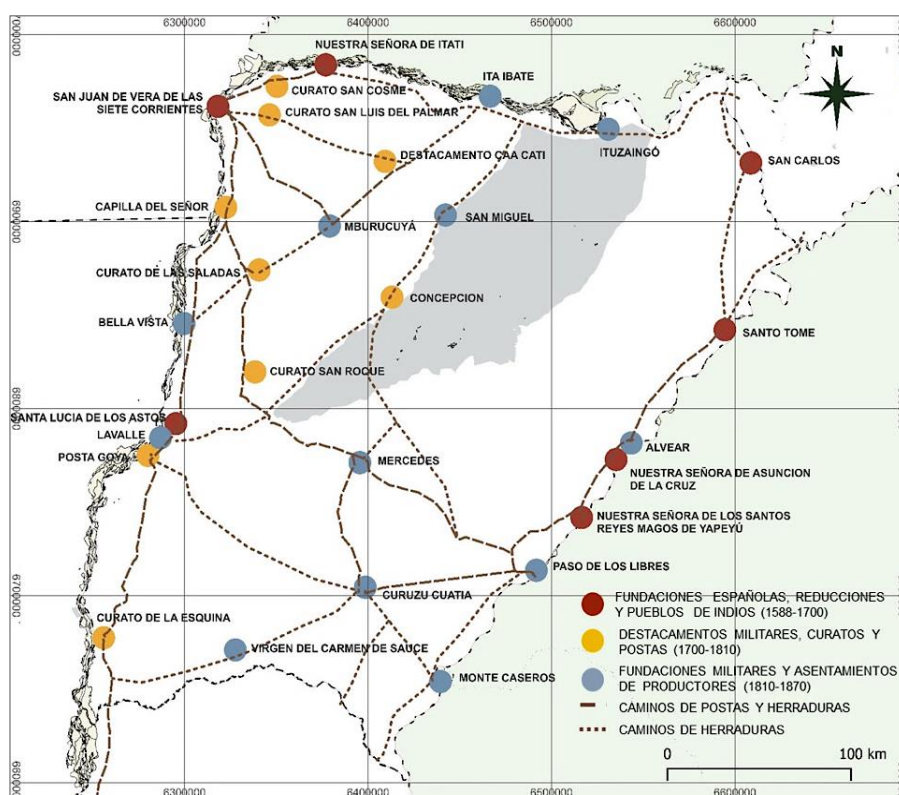 6300000
6400000
6500000
6600000
7000000
NUESTRA SEÑORA DE ITATI
N
CURATO SAN COSME
ITA IBATE
SAN JUAN DE VERA DE LAS
SIETE CORRIENTES
CURATO SAN LUIS DEL PALMAR
ITUZAINGÓ
DESTACAMENTO CAA CATI
SAN CARLOS
CAPILLA DEL SEÑOR
6900000
MBURUCUYÁ
SAN MIGUEL
CURATO DE LAS SALADAS
CONCEPCION
BELLA VISTA
SANTO TOME
CURATO SAN ROQUE
6800000
SANTA LUCIA DE LOS ASTOS
LAVALLE
POSTA GOYA
MERCEDES
ALVEAR
NUESTRA SEÑORA DE ASUNCION
DE LA CRUZ
NUESTRA SEÑORA DE LOS SANTOS
REYES MAGOS DE YAPEYÚ
PASO DE LOS LIBRES
6700000
CURUZU CUATIA
CURATO DE LA ESQUINA
VIRGEN DEL CARMEN DE SAUCE
MONTE CASEROS
FUNDACIONES ESPAÑOLAS, REDUCCIONES
Y PUEBLOS DE INDIOS (1588-1700)
DESTACAMENTOS MILITARES, CURATOS Y
POSTAS (1700-1810)
FUNDACIONES MILITARES Y ASENTAMIENTOS
DE PRODUCTORES (1810-1870)
CAMINOS DE POSTAS Y HERRADURAS
CAMINOS DE HERRADURAS
0 100 km
6600000
6300000
6400000
6500000
6600000